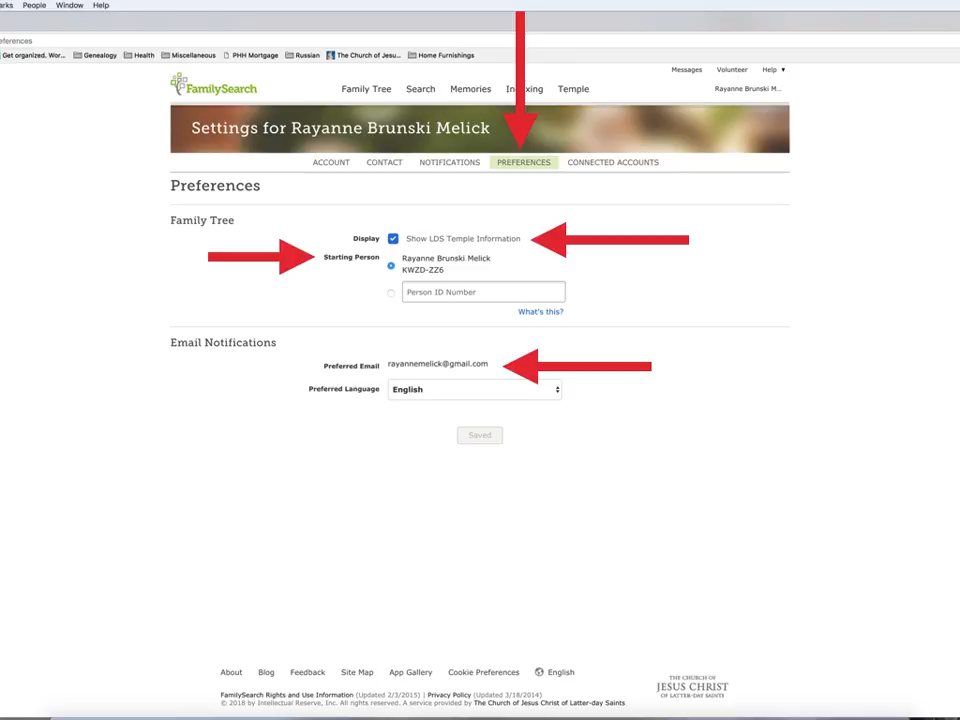 People Window Help
Get organized. Wor... Genealogy Health Miscellaneous PHH Mortgage Russian The Church of Jesu... Home Furnishings
Messages Volunteer Help
FamilySearch Family Tree Search Memories Temple Rayanne Brunski M...
Settings for Rayanne Brunski Melick
ACCOUNT CONTACT NOTIFICATIONS PREFERENCES CONNECTED ACCOUNTS
Preferences
Family Tree
Display Show LDS Temple Information
Starting Person Rayanne Brunski Melick
KWZD-ZZ6
Person ID Number
What's this?
Email Notifications
Preferred Email rayannemelick@gmail.com
Preferred Language English
Saved
About Blog Feedback Site Map App Gallery Cookie Preferences English
FamilySearch Rights and Use Information (Updated 2/3/2015) | Privacy Policy (Updated 3/18/2014)
© 2018 by Intellectual Reserve, Inc. All rights reserved. A service provided by The Church of Jesus Christ of Latter-day Saints
THE CHURCH OF
JESUS CHRIST
OF LATTER-DAY SAINTS